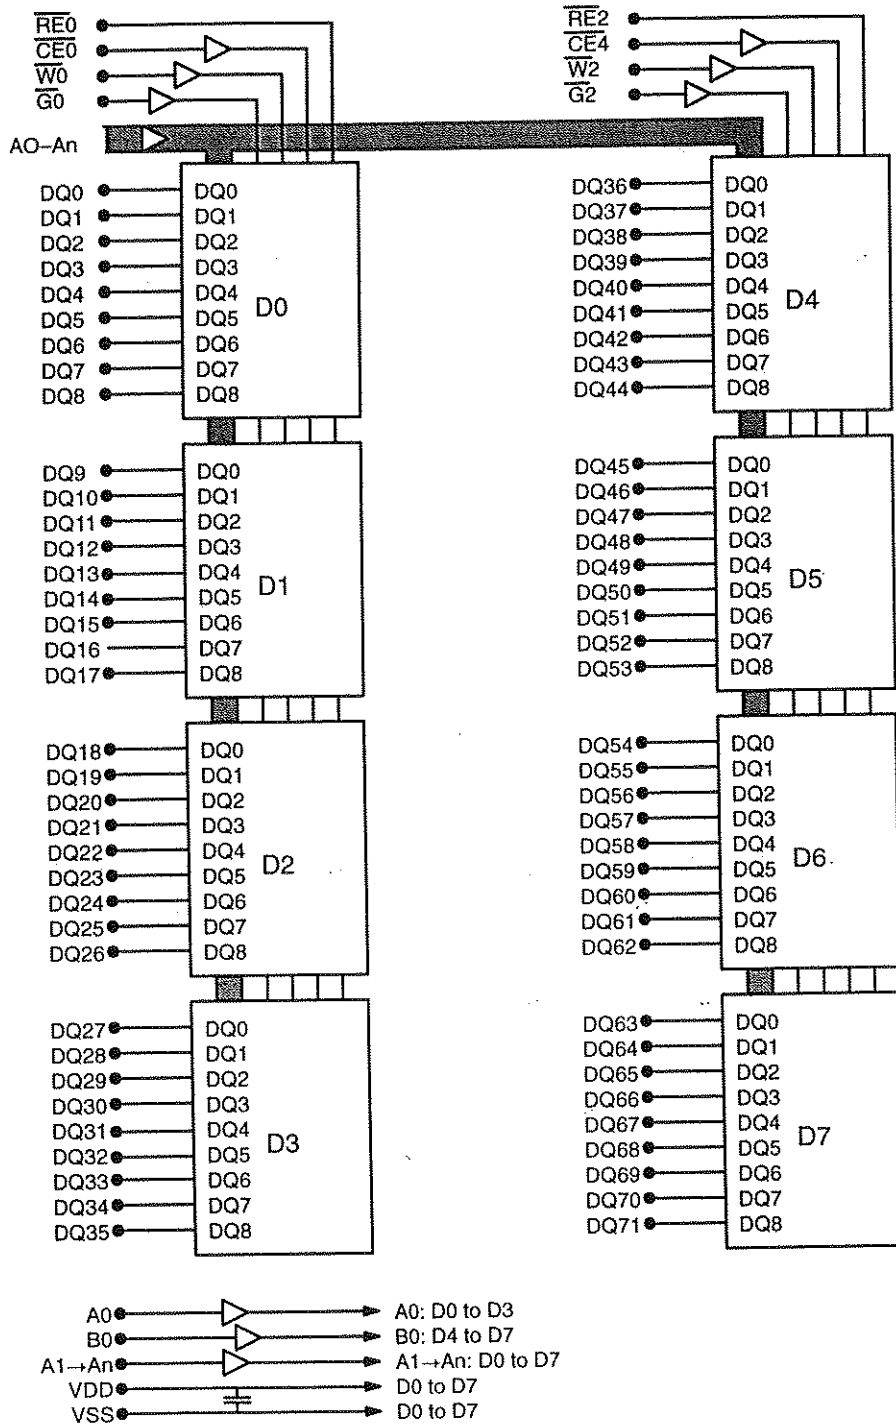 RE0
CE0
W0
G0
AO–An
RE2
CE4
W2
G2
DQ0 DQ0
DQ1 DQ1
DQ2 DQ2
DQ3 DQ3
DQ4 DQ4
DQ5 DQ5
DQ6 DQ6
DQ7 DQ7
DQ8 DQ8
D0
DQ9 DQ0
DQ10 DQ1
DQ11 DQ2
DQ12 DQ3
DQ13 DQ4
DQ14 DQ5
DQ15 DQ6
DQ16 DQ7
DQ17 DQ8
D1
DQ18 DQ0
DQ19 DQ1
DQ20 DQ2
DQ21 DQ3
DQ22 DQ4
DQ23 DQ5
DQ24 DQ6
DQ25 DQ7
DQ26 DQ8
D2
DQ27 DQ0
DQ28 DQ1
DQ29 DQ2
DQ30 DQ3
DQ31 DQ4
DQ32 DQ5
DQ33 DQ6
DQ34 DQ7
DQ35 DQ8
D3
DQ36 DQ0
DQ37 DQ1
DQ38 DQ2
DQ39 DQ3
DQ40 DQ4
DQ41 DQ5
DQ42 DQ6
DQ43 DQ7
DQ44 DQ8
D4
DQ45 DQ0
DQ46 DQ1
DQ47 DQ2
DQ48 DQ3
DQ49 DQ4
DQ50 DQ5
DQ51 DQ6
DQ52 DQ7
DQ53 DQ8
D5
DQ54 DQ0
DQ55 DQ1
DQ56 DQ2
DQ57 DQ3
DQ58 DQ4
DQ59 DQ5
DQ60 DQ6
DQ61 DQ7
DQ62 DQ8
D6
DQ63 DQ0
DQ64 DQ1
DQ65 DQ2
DQ66 DQ3
DQ67 DQ4
DQ68 DQ5
DQ69 DQ6
DQ70 DQ7
DQ71 DQ8
D7
A0 A0: D0 to D3
B0 B0: D4 to D7
A1→An A1→An: D0 to D7
VDD D0 to D7
VSS D0 to D7